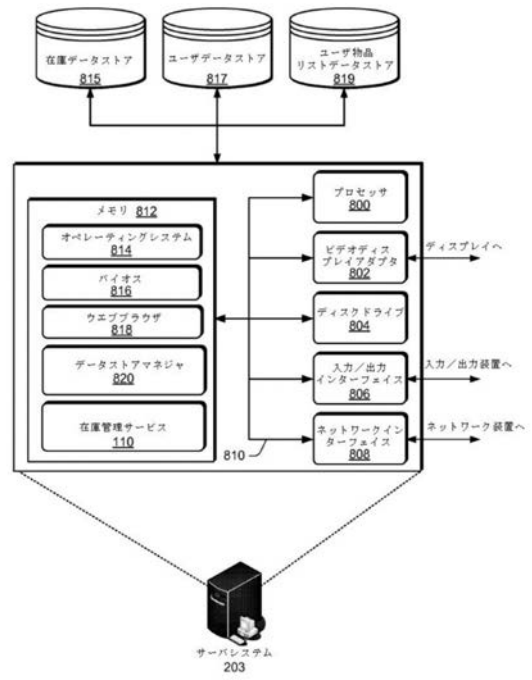 在庫データストア
815
ユーザデータストア
817
ユーザ物品
リストデータストア
819
メモリ 812
オペレーティングシステム
814
バイオス
816
ウエブブラウザ
818
データストアマネジャ
820
在庫管理サービス
110
プロセッサ
800
ビデオディス
プレイアダプタ
802
ディスプレイへ
ディスクドライブ
804
入力/出力
インターフェイス
806
入力/出力装置へ
ネットワークイン
ターフェイス
808
ネットワーク装置へ
810
サーバシステム
203